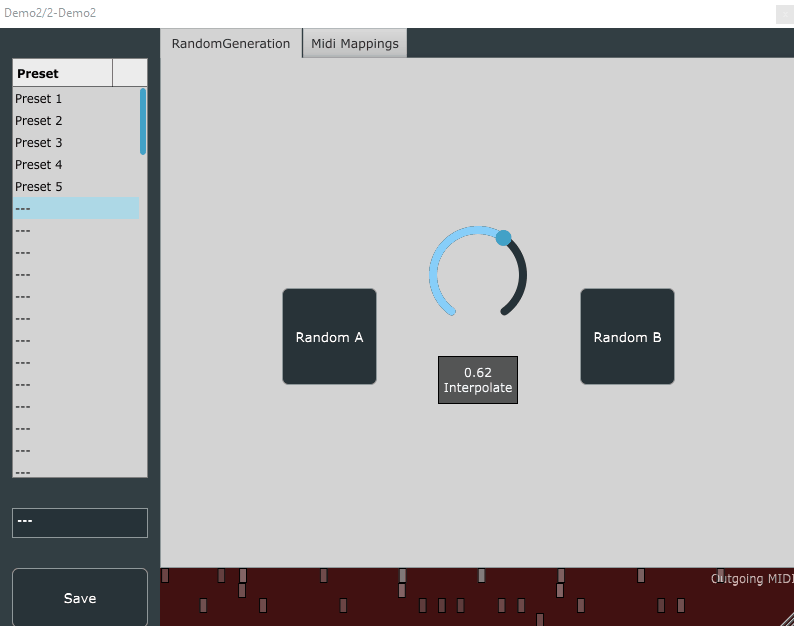 Demo2/2-Demo2
RandomGeneration
Midi Mappings
Preset
Preset 1
Preset 2
Preset 3
Preset 4
Preset 5
---
---
---
---
---
---
---
---
---
---
---
---
---
Random A
0.62
Interpolate
Random B
---
Save
Outgoing MIDI